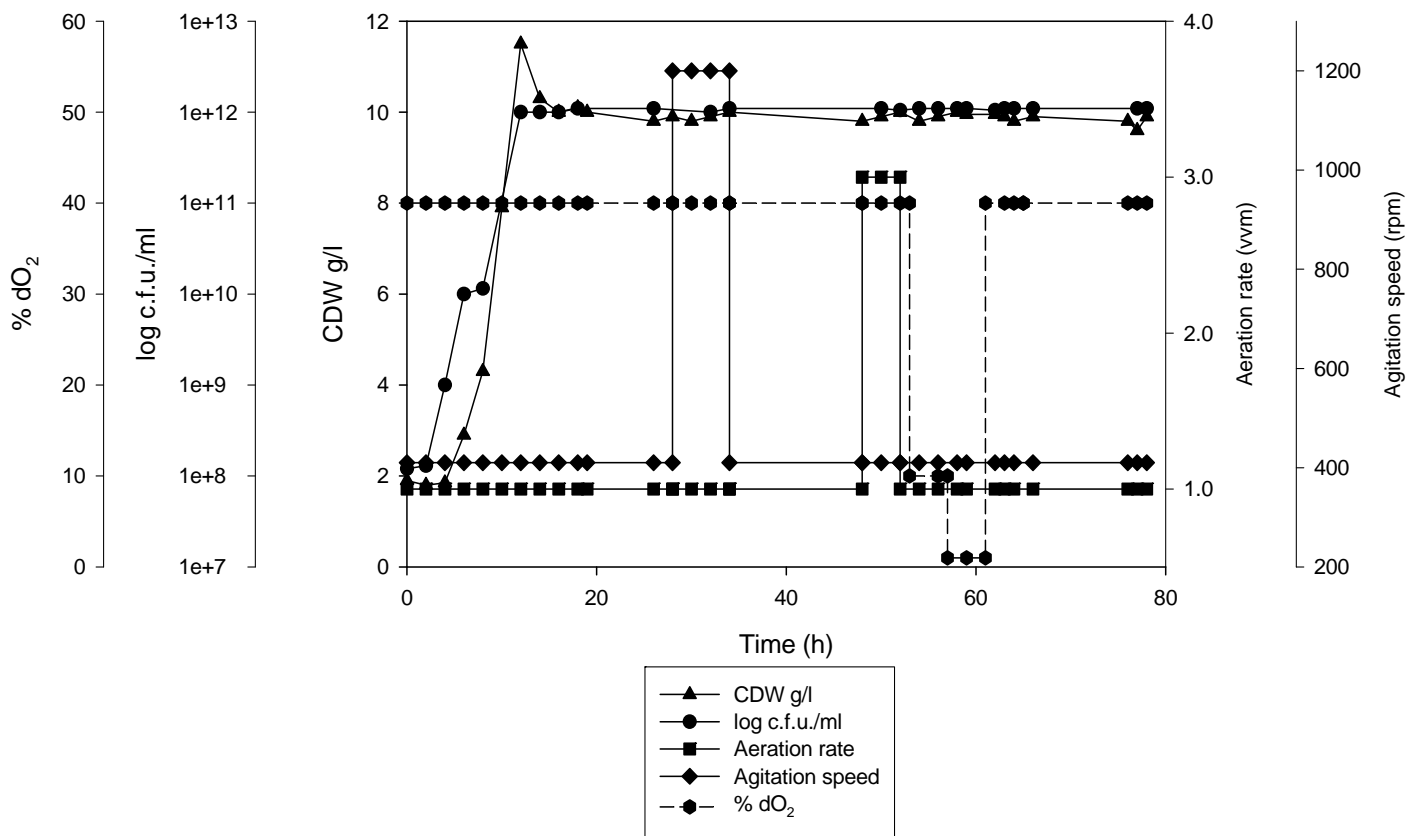 60
50
40
30
20
10
0
% dO2
1e+13
1e+12
1e+11
1e+10
1e+9
1e+8
1e+7
log c.f.u./ml
12
10
8
6
4
2
0
CDW g/l
4.0
3.0
2.0
1.0
Aeration rate (vvm)
1200
1000
800
600
400
200
Agitation speed (rpm)
0 20 40 60 80
Time (h)
CDW g/l
log c.f.u./ml
Aeration rate
Agitation speed
% dO2